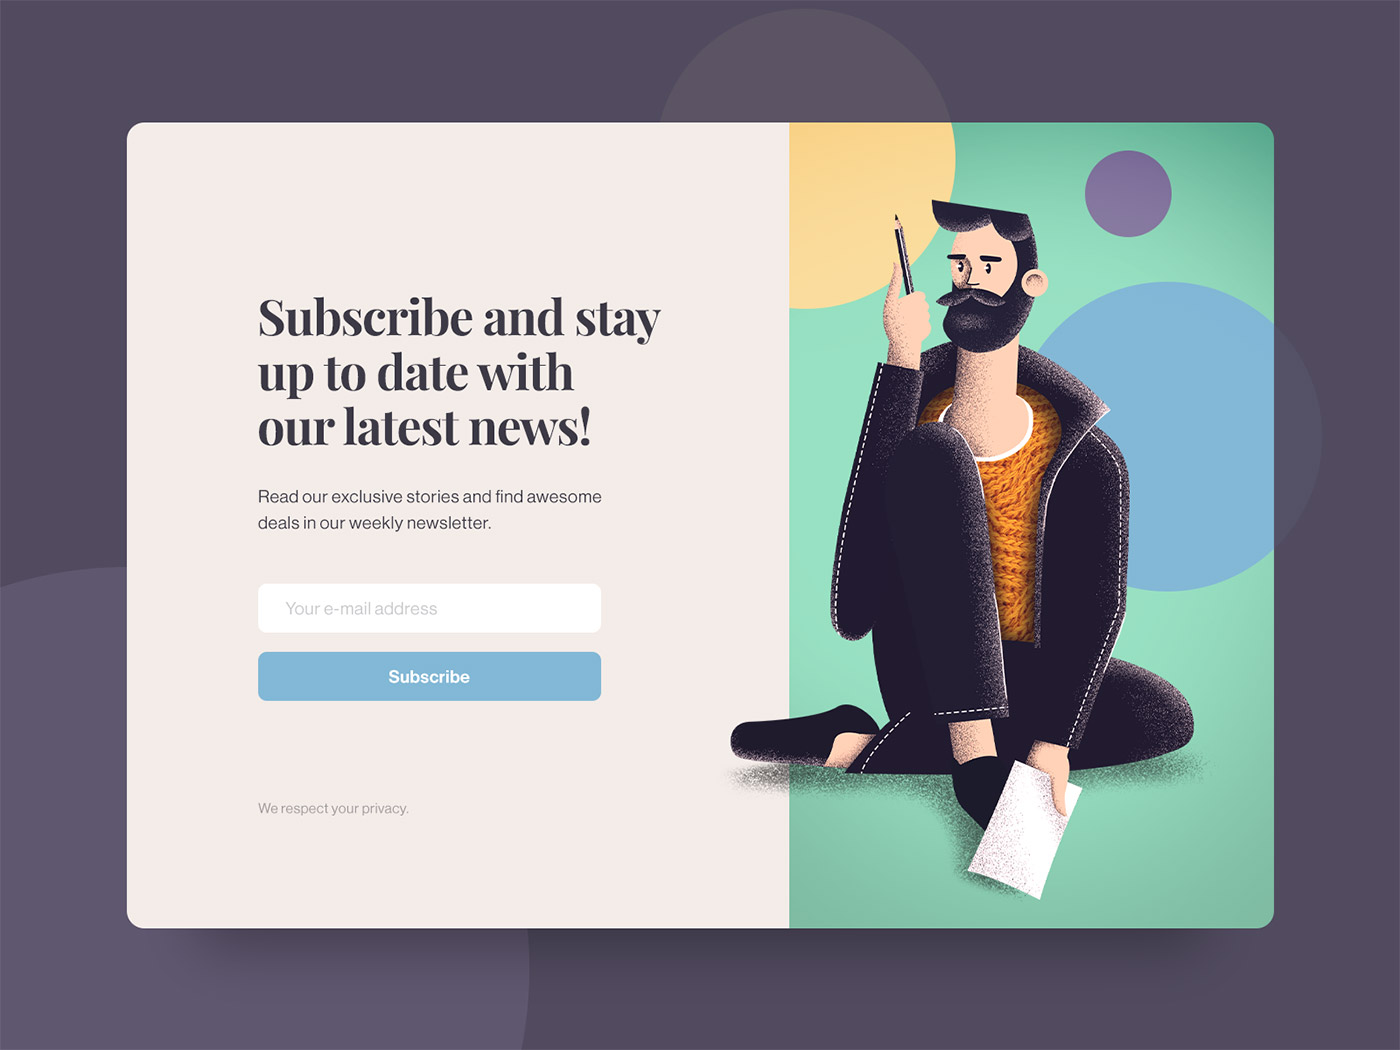 Subscribe and stay
up to date with
our latest news!
Read our exclusive stories and find awesome
deals in our weekly newsletter.
Your e-mail address
Subscribe
We respect your privacy.